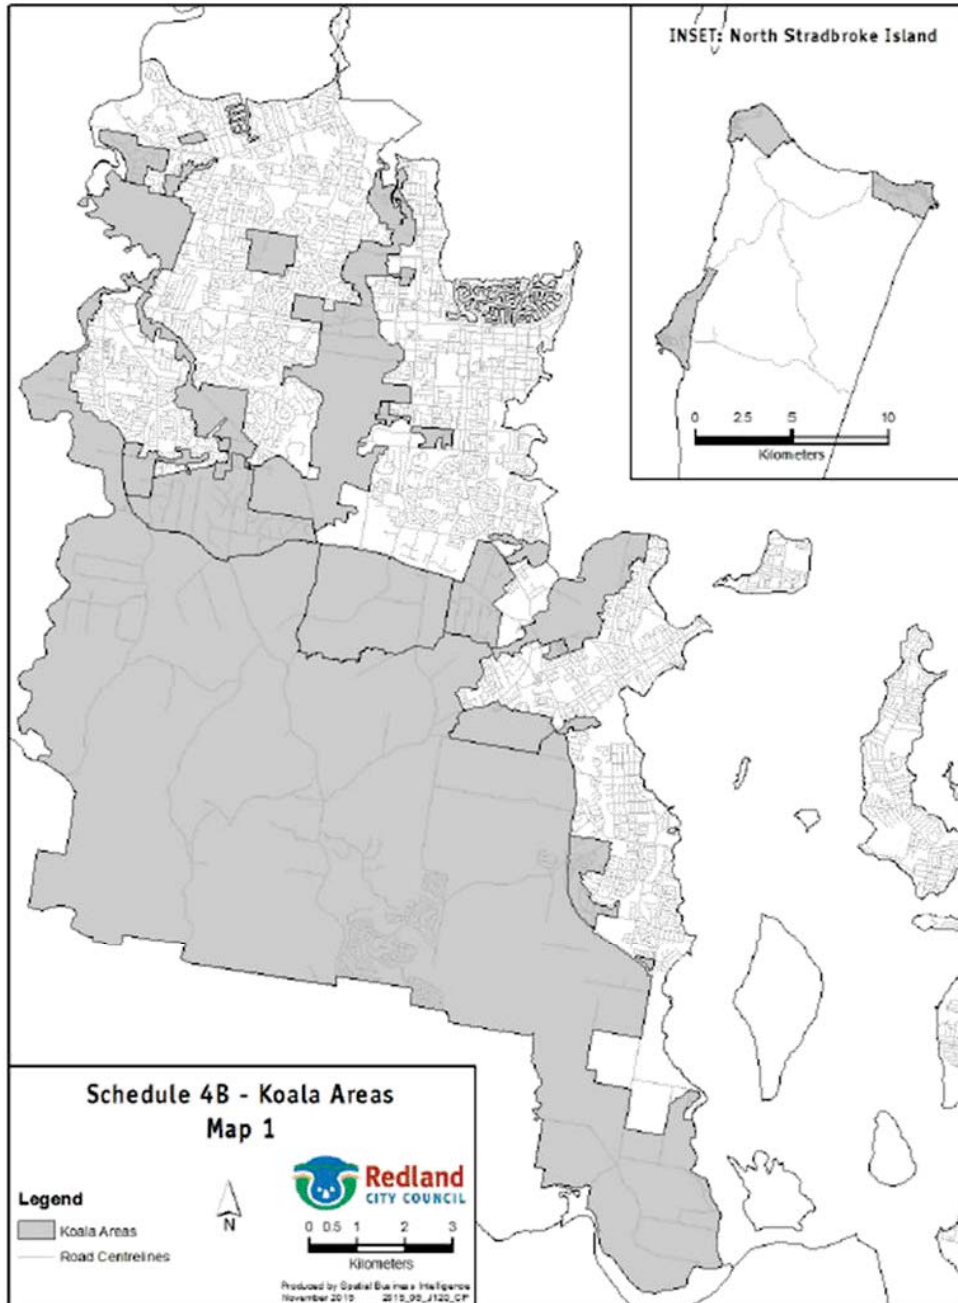 INSET: North Stradbroke Island
0 2.5 5 10
Kilometers
Schedule 4B - Koala Areas
Map 1
Redland
CITY COUNCIL
Legend
Koala Areas
Road Centrelines
N
0 0.5 1 2 3
Kilometers
Produced by Spatial Business Intelligence
November 2015